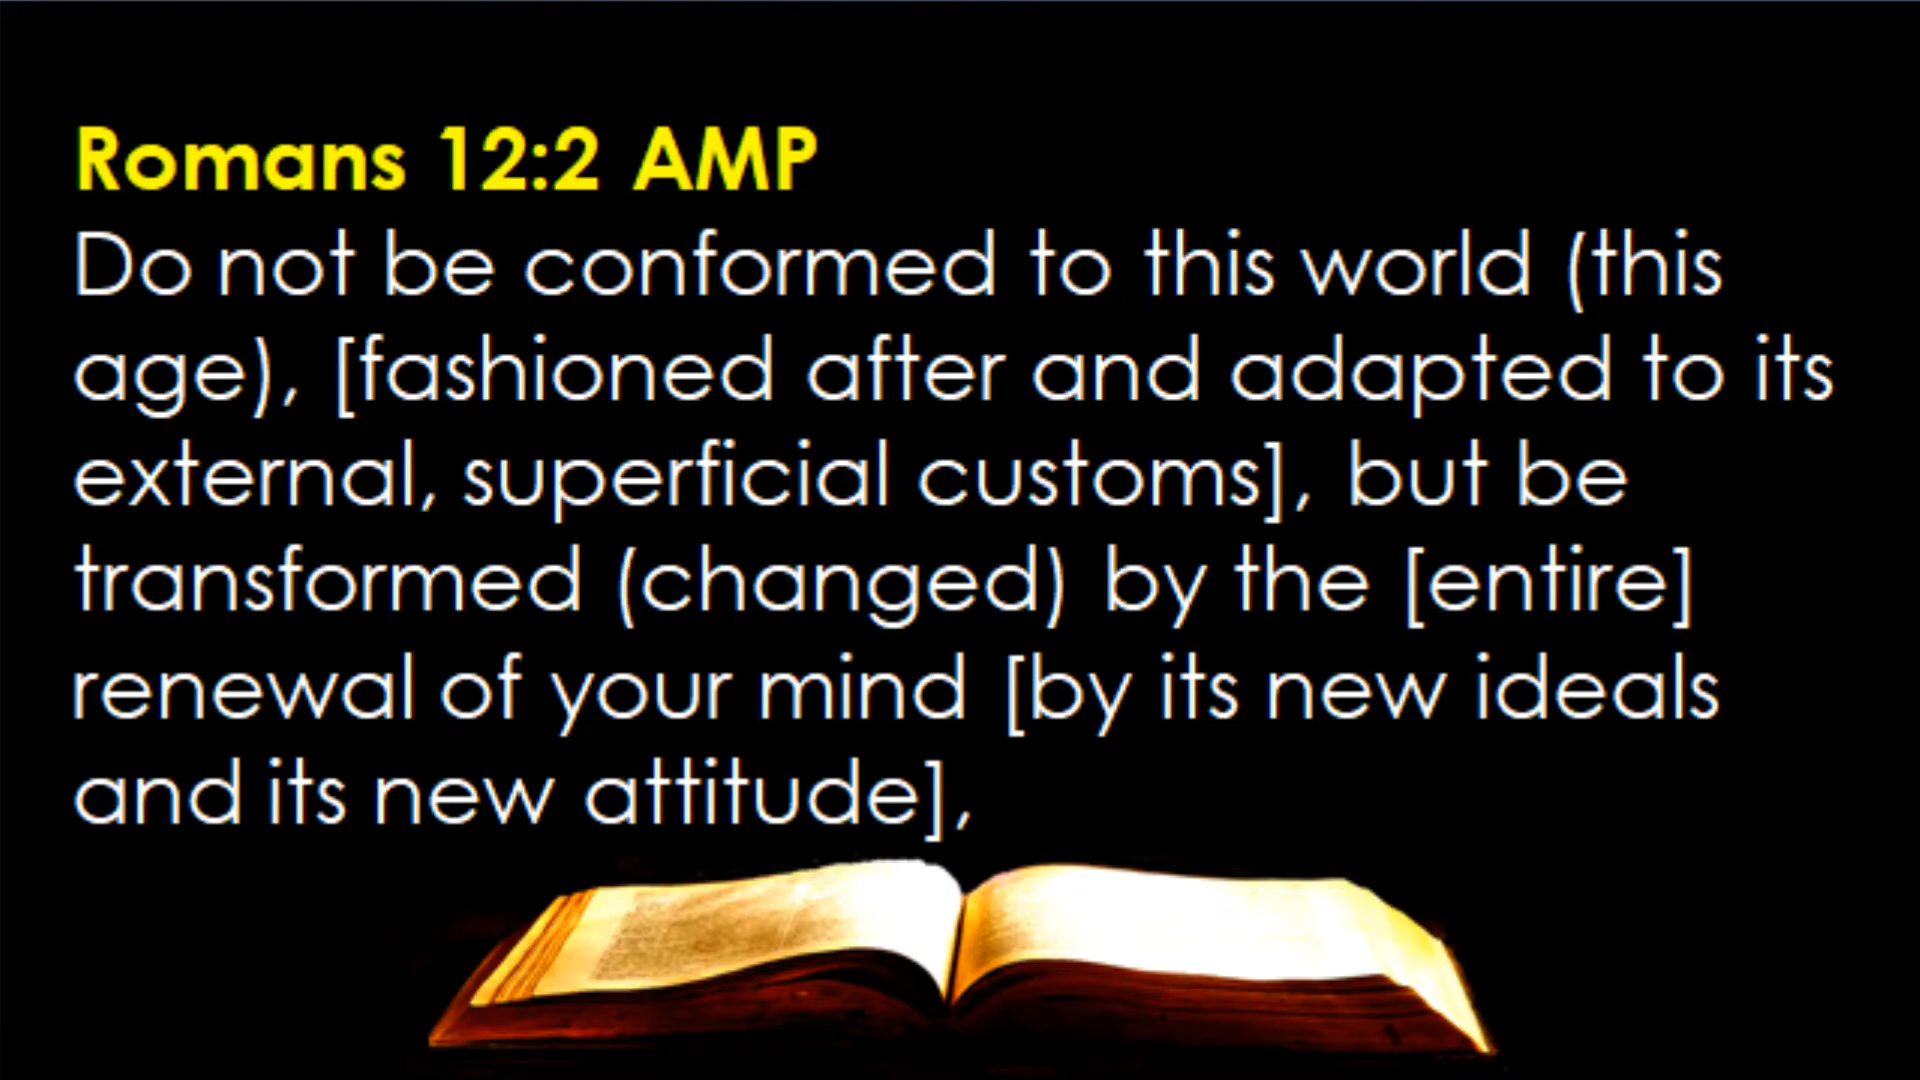 Romans 12:2 AMP
Do not be conformed to this world (this
age), [fashioned after and adapted to its
external, superficial customs], but be
transformed (changed) by the [entire]
renewal of your mind [by its new ideals
and its new attitude],